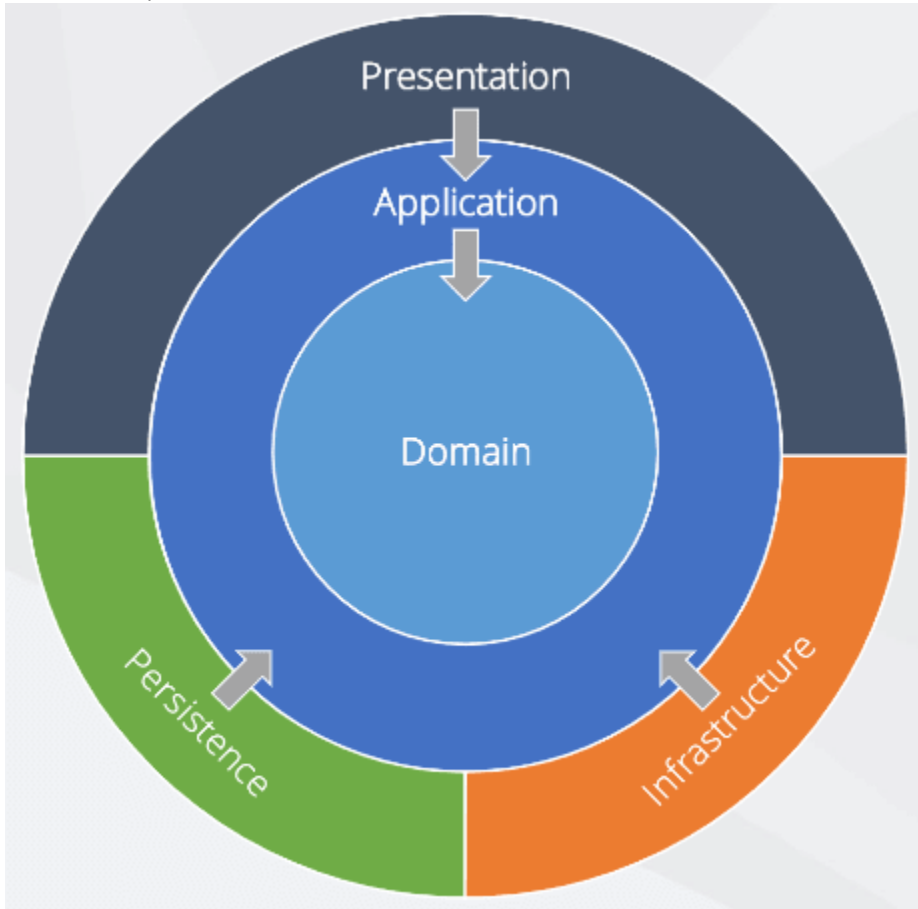 Presentation
Application
Domain
Persistence
Infrastructure